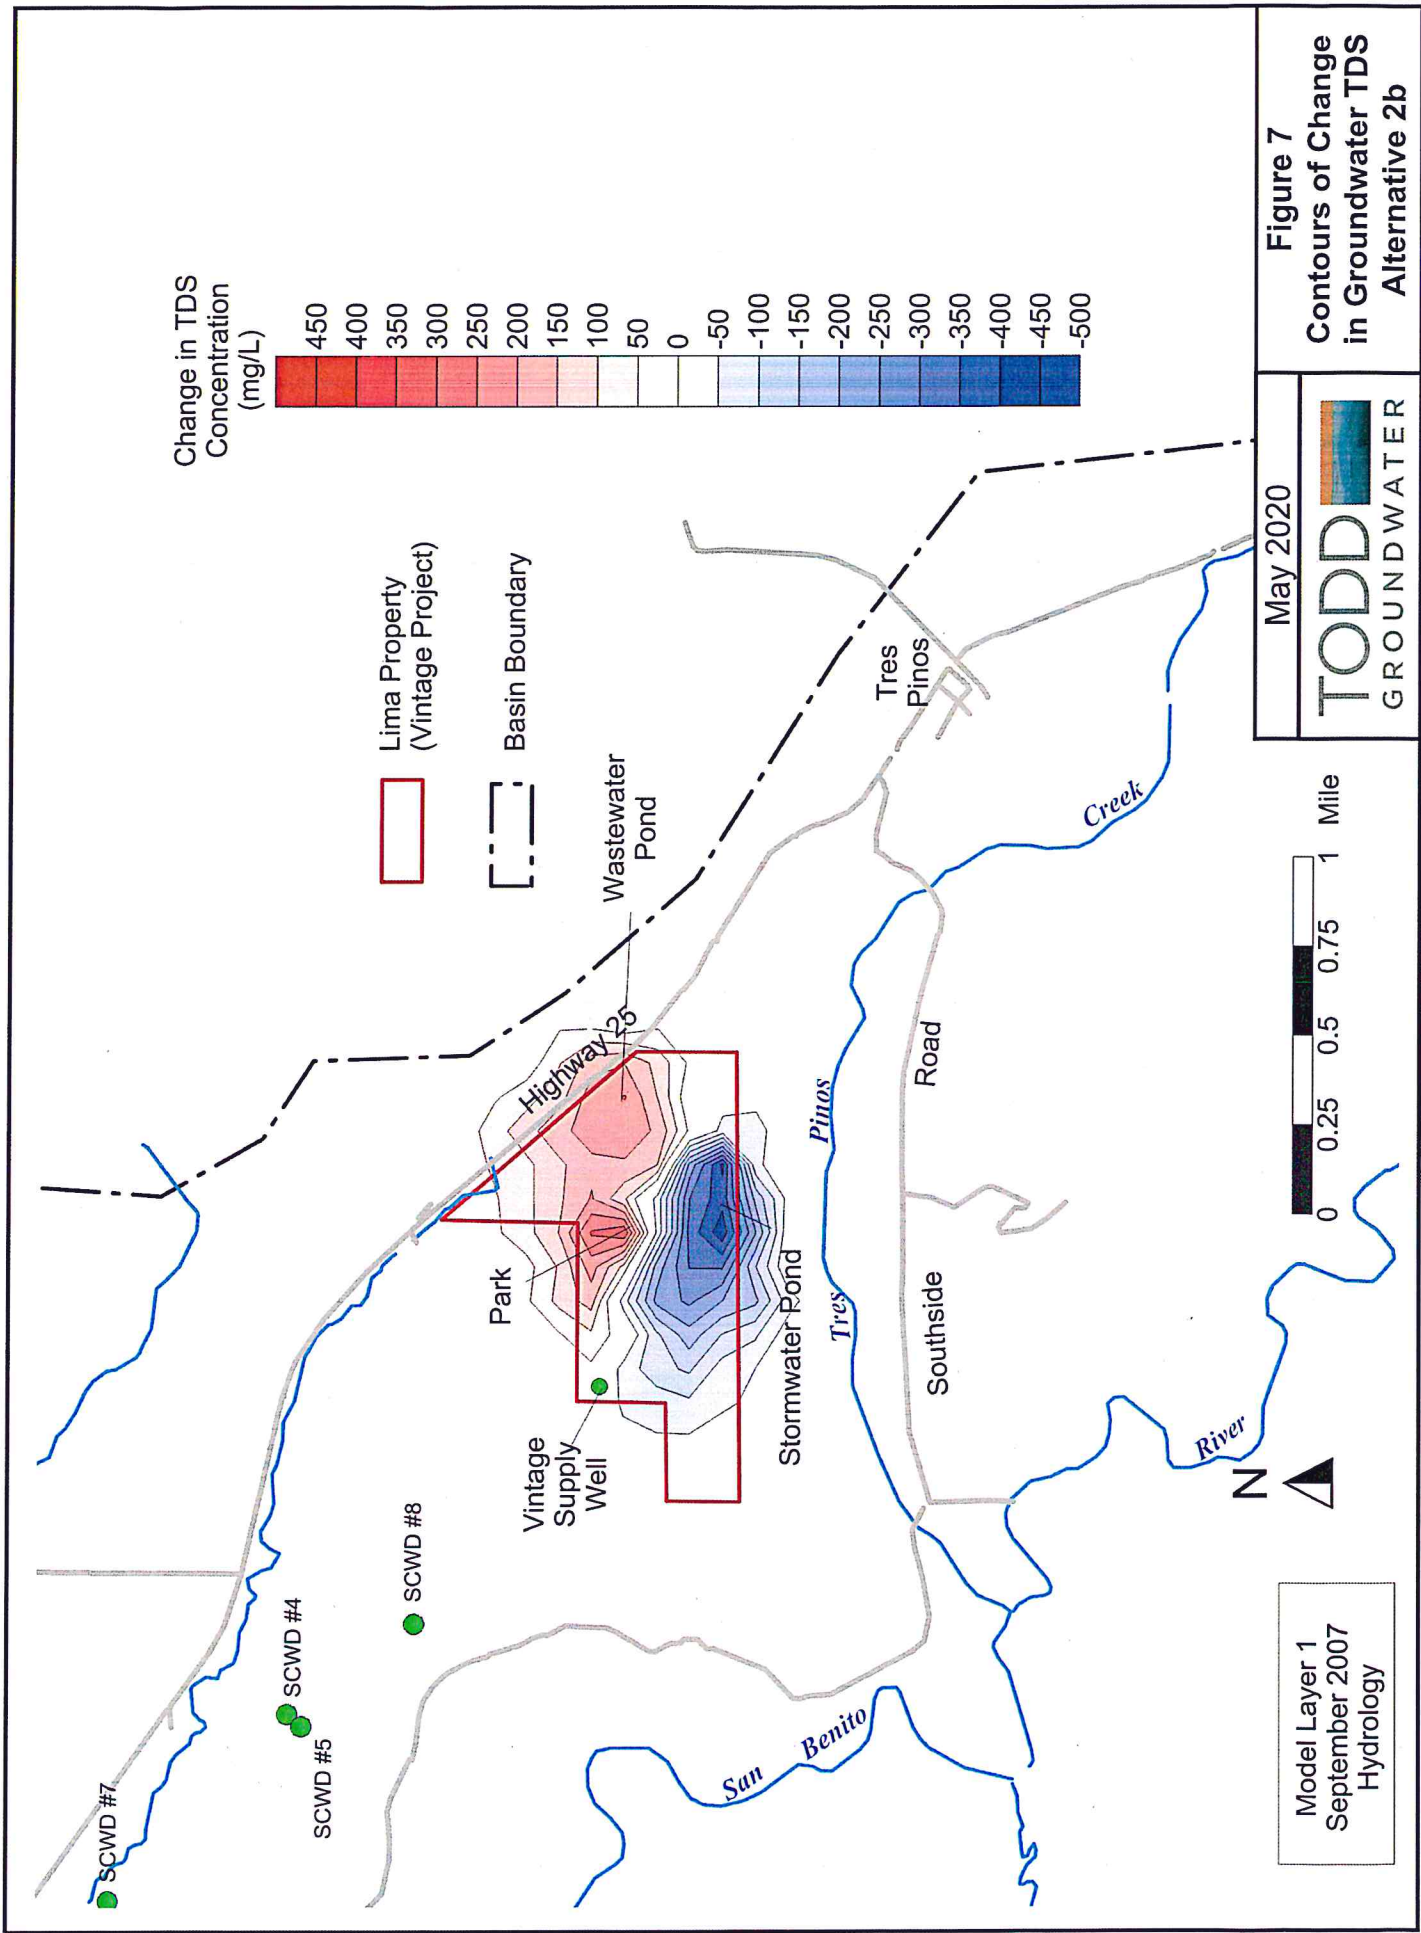 SCWD #7
SCWD #4
SCWD #5
SCWD #8
Vintage
Supply
Well
Park
Highway 25
Wastewater
Pond
Stormwater Pond
Tres
Pinos
Creek
Southside
Road
San
Benito
River
Tres
Pinos
Lima Property
(Vintage Project)
Basin Boundary
Change in TDS
Concentration
(mg/L)
450
400
350
300
250
200
150
100
50
0
-50
-100
-150
-200
-250
-300
-350
-400
-450
-500
Model Layer 1
September 2007
Hydrology
N
0
0.25
0.5
0.75
1
Mile
May 2020
TODD
GROUNDWATER
Figure 7
Contours of Change
in Groundwater TDS
Alternative 2b